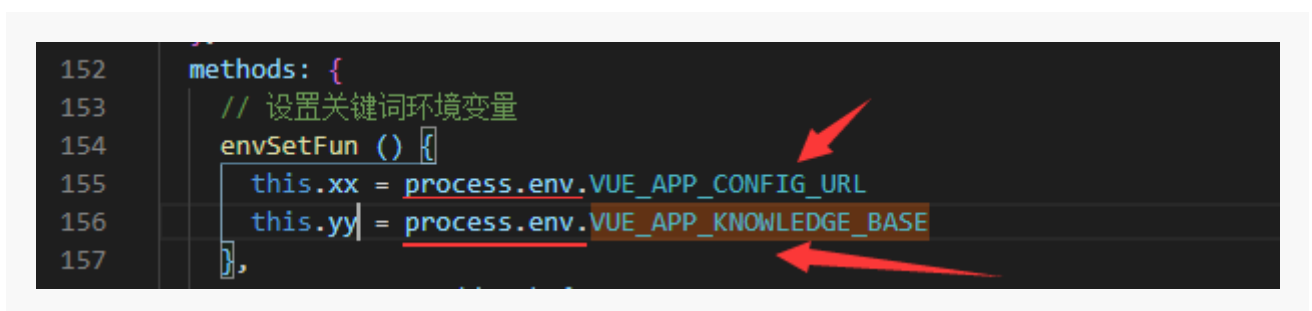 152 methods: {
153 // 设置关键词环境变量
154 envSetFun () {
155 this.xx = process.env.VUE_APP_CONFIG_URL
156 this.yy = process.env.VUE_APP_KNOWLEDGE_BASE
157 },